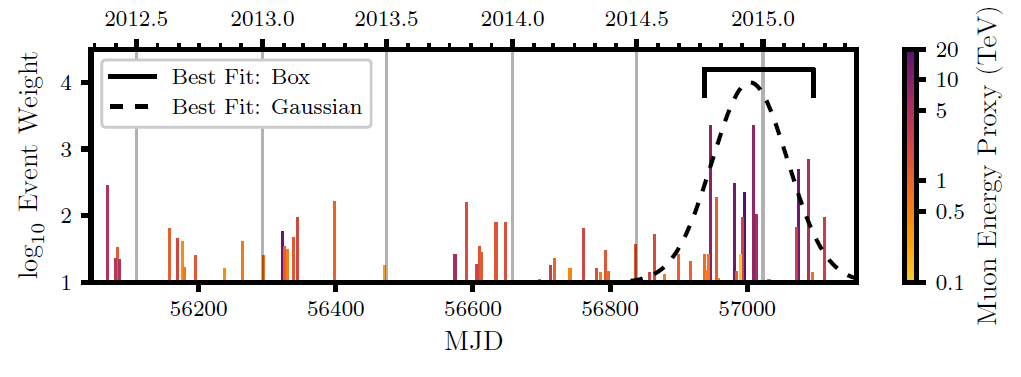 2012.5 2013.0 2013.5 2014.0 2014.5 2015.0
log10 Event Weight
4
3
2
1
Best Fit: Box
Best Fit: Gaussian
56200 56400 56600 56800 57000
MJD
20
10
5
1
0.5
0.1
Muon Energy Proxy (TeV)